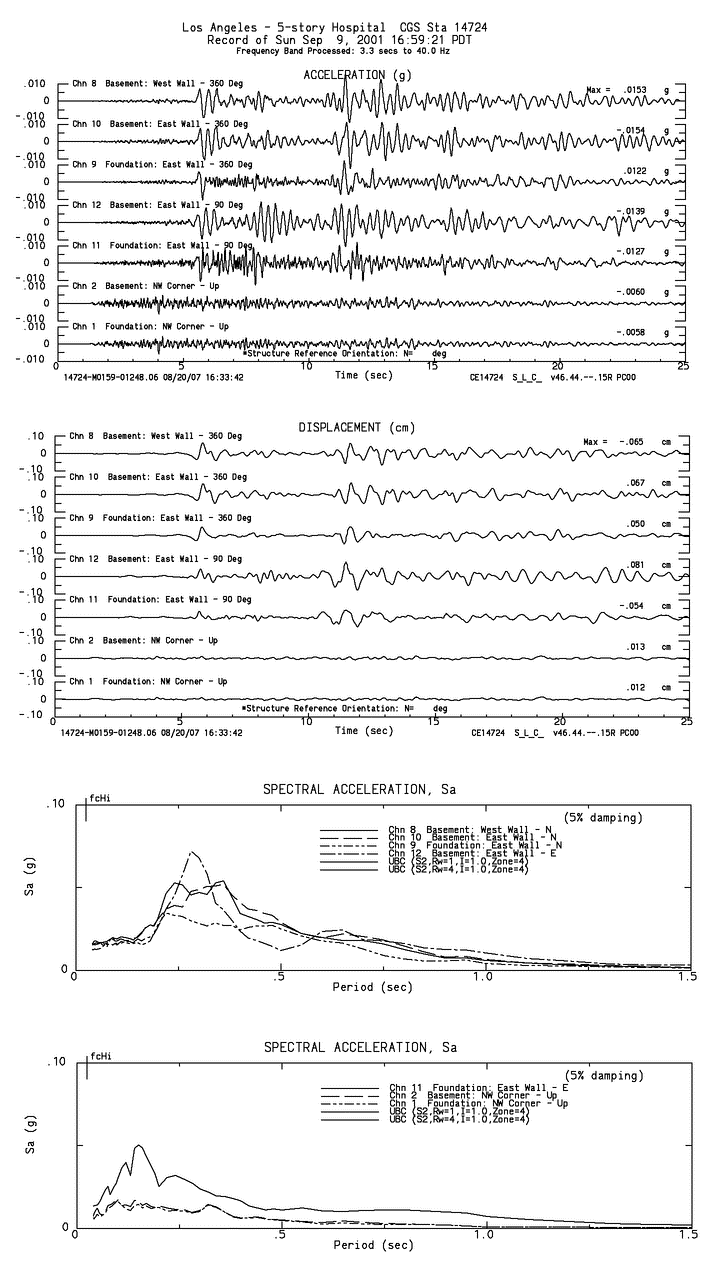 Los Angeles - 5-story Hospital CGS Sta 14724
Record of Sun Sep 9, 2001 16:59:21 PDT
Frequency Band Processed: 3.3 secs to 40.0 Hz
ACCELERATION (g)
.010 Chn 8 Basement: West Wall - 360 Deg Max = .0153 g
0
-.010
.010 Chn 10 Basement: East Wall - 360 Deg -.0154 g
0
-.010
.010 Chn 9 Foundation: East Wall - 360 Deg .0122 g
0
-.010
.010 Chn 12 Basement: East Wall - 90 Deg -.0139 g
0
-.010
.010 Chn 11 Foundation: East Wall - 90 Deg -.0127 g
0
-.010
.010 Chn 2 Basement: NW Corner - Up -.0060 g
0
-.010
.010 Chn 1 Foundation: NW Corner - Up -.0058 g
0
-.010
*Structure Reference Orientation: N= deg
0 5 10 15 20 25
Time (sec)
14724-M0159-01248.06 08/20/07 16:33:42 CE14724 S_L_C_ v46.44.--.15R PC00
DISPLACEMENT (cm)
.10 Chn 8 Basement: West Wall - 360 Deg Max = -.065 cm
0
-.10
.10 Chn 10 Basement: East Wall - 360 Deg .067 cm
0
-.10
.10 Chn 9 Foundation: East Wall - 360 Deg .050 cm
0
-.10
.10 Chn 12 Basement: East Wall - 90 Deg .081 cm
0
-.10
.10 Chn 11 Foundation: East Wall - 90 Deg -.054 cm
0
-.10
.10 Chn 2 Basement: NW Corner - Up .013 cm
0
-.10
.10 Chn 1 Foundation: NW Corner - Up .012 cm
0
-.10
*Structure Reference Orientation: N= deg
0 5 10 15 20 25
Time (sec)
14724-M0159-01248.06 08/20/07 16:33:42 CE14724 S_L_C_ v46.44.--.15R PC00
SPECTRAL ACCELERATION, Sa
.10
fcHi
(5% damping)
Chn 8 Basement: West Wall - N
Chn 10 Basement: East Wall - N
Chn 9 Foundation: East Wall - N
Chn 12 Basement: East Wall - E
UBC (S2,Rw=1,I=1.0,Zone=4)
UBC (S2,Rw=4,I=1.0,Zone=4)
Sa (g)
0
0 .5 1.0 1.5
Period (sec)
SPECTRAL ACCELERATION, Sa
.10
fcHi
(5% damping)
Chn 11 Foundation: East Wall - E
Chn 2 Basement: NW Corner - Up
Chn 1 Foundation: NW Corner - Up
UBC (S2,Rw=1,I=1.0,Zone=4)
UBC (S2,Rw=4,I=1.0,Zone=4)
Sa (g)
0
0 .5 1.0 1.5
Period (sec)